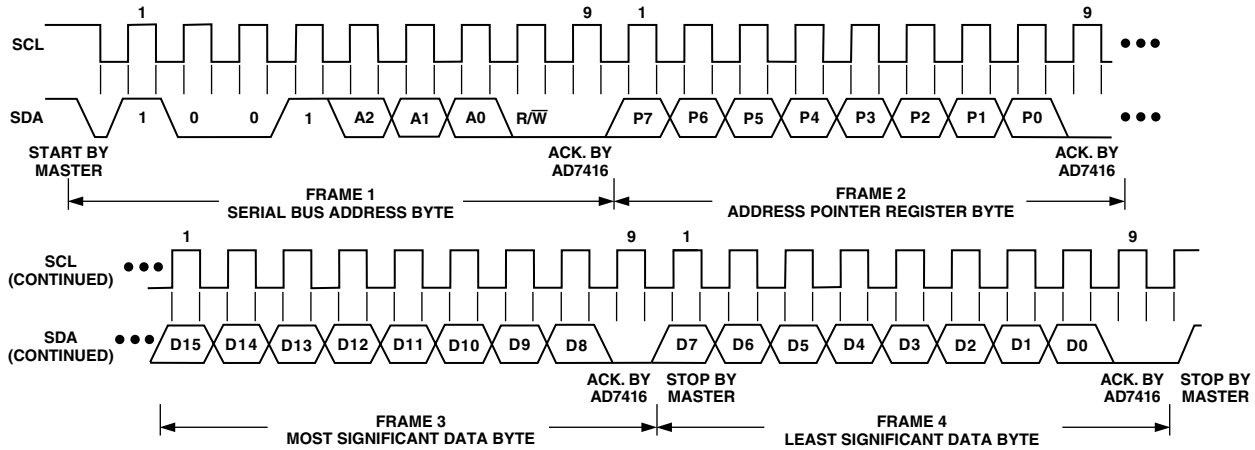 1 9 1 9
SCL
SDA 1 0 0 1 A2 A1 A0 R/W̅ P7 P6 P5 P4 P3 P2 P1 P0
START BY MASTER
ACK. BY AD7416
ACK. BY AD7416
FRAME 1
SERIAL BUS ADDRESS BYTE
FRAME 2
ADDRESS POINTER REGISTER BYTE
1 9 1 9
SCL (CONTINUED)
SDA (CONTINUED) D15 D14 D13 D12 D11 D10 D9 D8 D7 D6 D5 D4 D3 D2 D1 D0
ACK. BY AD7416
STOP BY MASTER
ACK. BY AD7416
STOP BY MASTER
FRAME 3
MOST SIGNIFICANT DATA BYTE
FRAME 4
LEAST SIGNIFICANT DATA BYTE